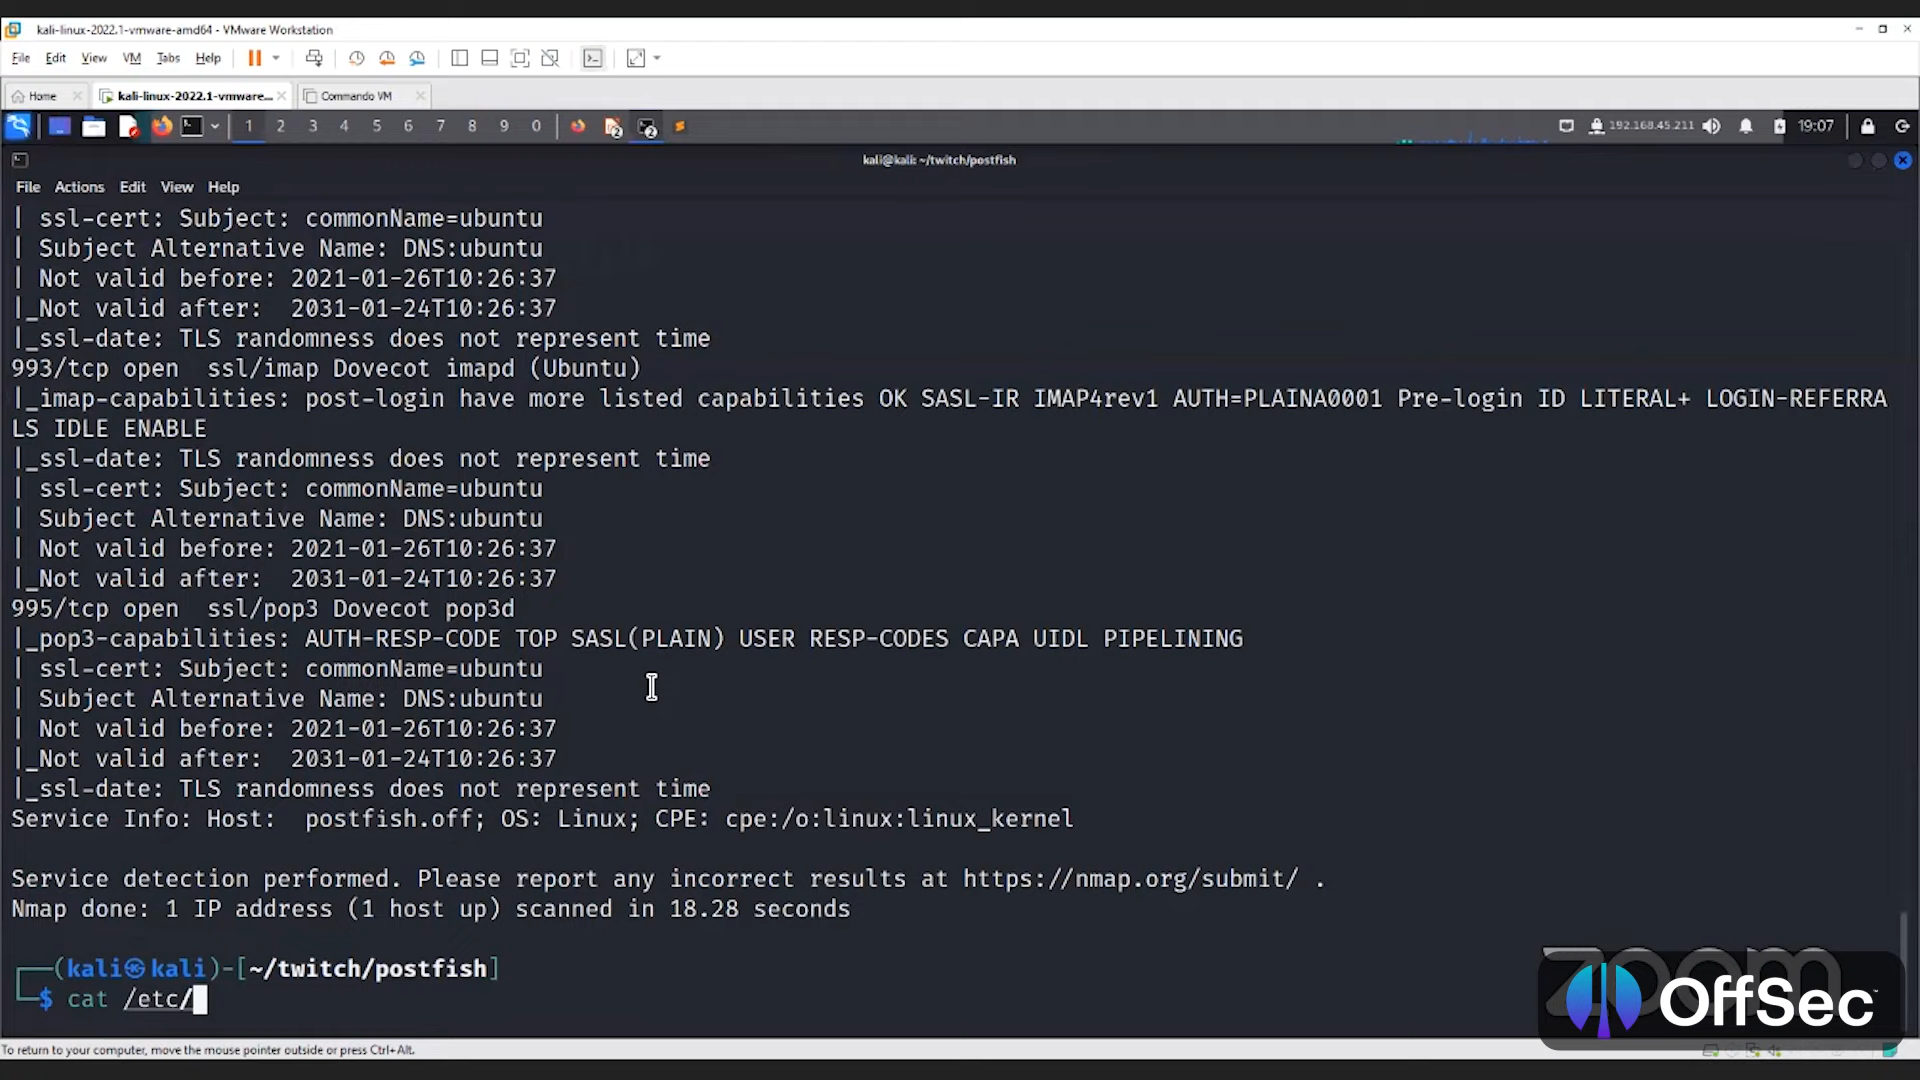 kali-linux-2022.1-vmware-amd64 - VMware Workstation
File Edit View VM Tabs Help
Home kali-linux-2022.1-vmware... Commando VM
1 2 3 4 5 6 7 8 9 0 192.168.45.211 19:07
kali@kali: ~/twitch/postfish
File Actions Edit View Help
| ssl-cert: Subject: commonName=ubuntu
| Subject Alternative Name: DNS:ubuntu
| Not valid before: 2021-01-26T10:26:37
|_Not valid after:  2031-01-24T10:26:37
|_ssl-date: TLS randomness does not represent time
993/tcp open  ssl/imap Dovecot imapd (Ubuntu)
|_imap-capabilities: post-login have more listed capabilities OK SASL-IR IMAP4rev1 AUTH=PLAINA0001 Pre-login ID LITERAL+ LOGIN-REFERRA
LS IDLE ENABLE
|_ssl-date: TLS randomness does not represent time
| ssl-cert: Subject: commonName=ubuntu
| Subject Alternative Name: DNS:ubuntu
| Not valid before: 2021-01-26T10:26:37
|_Not valid after:  2031-01-24T10:26:37
995/tcp open  ssl/pop3 Dovecot pop3d
|_pop3-capabilities: AUTH-RESP-CODE TOP SASL(PLAIN) USER RESP-CODES CAPA UIDL PIPELINING
| ssl-cert: Subject: commonName=ubuntu
| Subject Alternative Name: DNS:ubuntu
| Not valid before: 2021-01-26T10:26:37
|_Not valid after:  2031-01-24T10:26:37
|_ssl-date: TLS randomness does not represent time
Service Info: Host:  postfish.off; OS: Linux; CPE: cpe:/o:linux:linux_kernel
Service detection performed. Please report any incorrect results at https://nmap.org/submit/ .
Nmap done: 1 IP address (1 host up) scanned in 18.28 seconds
┌──(kali㉿kali)-[~/twitch/postfish]
└─$ cat /etc/
zoom
OffSec™
To return to your computer, move the mouse pointer outside or press Ctrl+Alt.